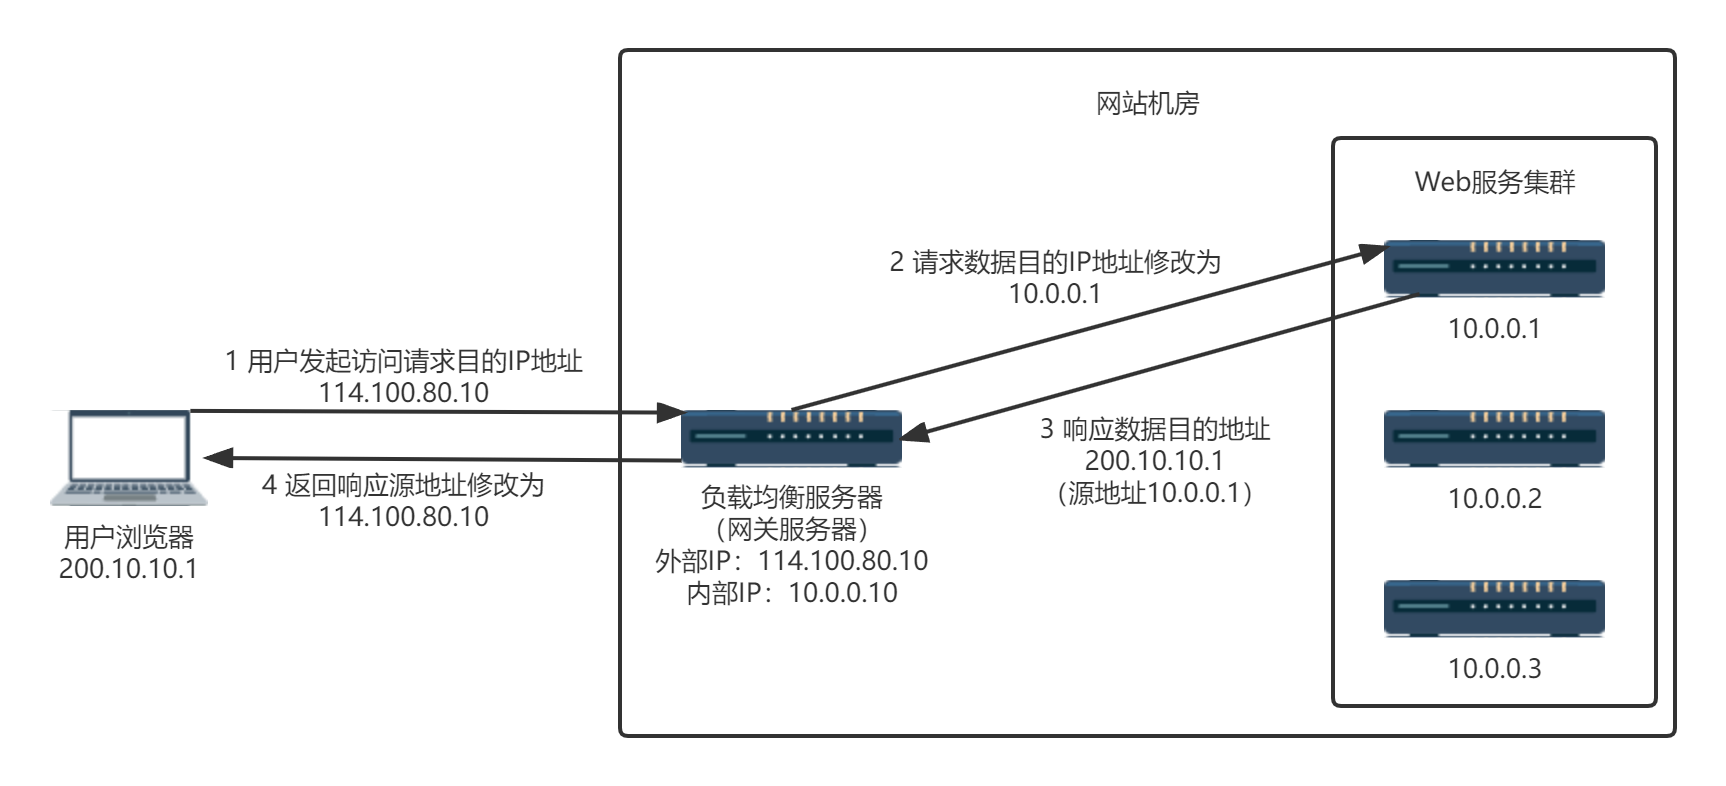 网站机房
Web服务集群
2 请求数据目的IP地址修改为
10.0.0.1
10.0.0.1
1 用户发起访问请求目的IP地址
114.100.80.10
3 响应数据目的地址
200.10.10.1
（源地址10.0.0.1）
4 返回响应源地址修改为
114.100.80.10
负载均衡服务器
（网关服务器）
外部IP：114.100.80.10
内部IP：10.0.0.10
用户浏览器
200.10.10.1
10.0.0.2
10.0.0.3